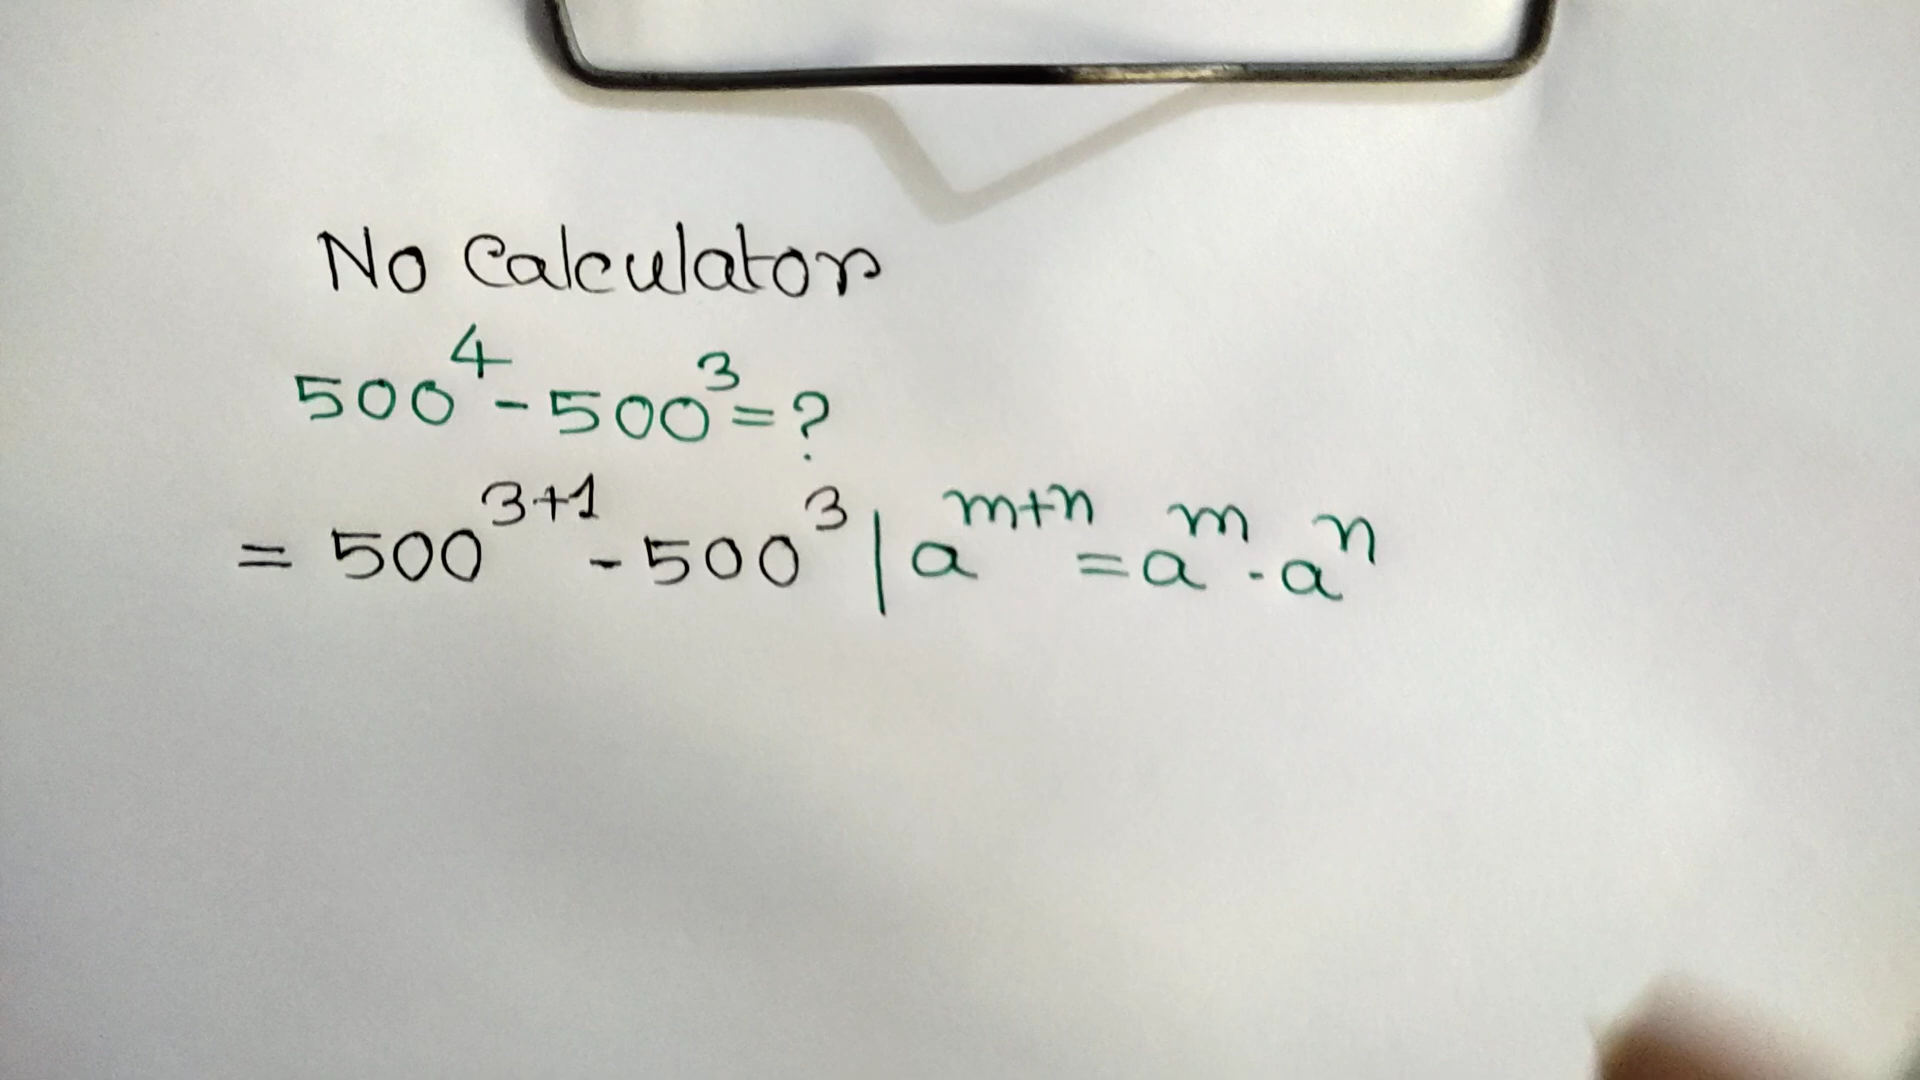 No Calculator
500⁴ - 500³ = ?
= 500³⁺¹ - 500³ | aᵐ⁺ⁿ = aᵐ · aⁿ